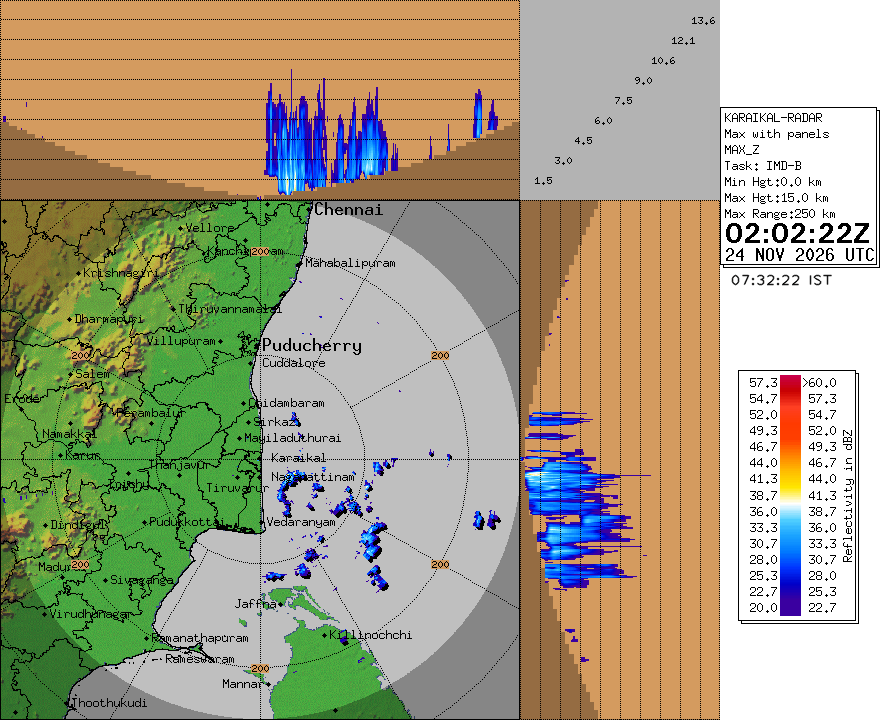 13.6
12.1
10.6
9.0
7.5
6.0
4.5
3.0
1.5
KARAIKAL-RADAR
Max with panels
MAX_Z
Task: IMD-B
Min Hgt:0.0 km
Max Hgt:15.0 km
Max Range:250 km
02:02:22Z
24 NOV 2026 UTC
07:32:22 IST
Chennai
Vellore
200
Mahabalipuram
Krishnagiri
Thiruvannamalai
Dharmapuri
Villupuram
Puducherry
200
200
Cuddalore
Salem
Erode
Chidambaram
Perambalur
Sirkazi
Namakkal
Mayiladuthurai
Karur
Karaikal
Thanjavur
Nagapattinam
Tiruvarur
Dindigul
Pudukkottai
Vedaranyam
200
200
Sivaganga
Jaffna
Virudhunagar
Ramanathapuram
Killinochchi
Rameswaram
200
Mannar
Thoothukudi
57.3 >60.0
54.7 57.3
52.0 54.7
49.3 52.0
46.7 49.3
44.0 46.7
41.3 44.0
38.7 41.3
36.0 38.7
33.3 36.0
30.7 33.3
28.0 30.7
25.3 28.0
22.7 25.3
20.0 22.7
Reflectivity in dBZ